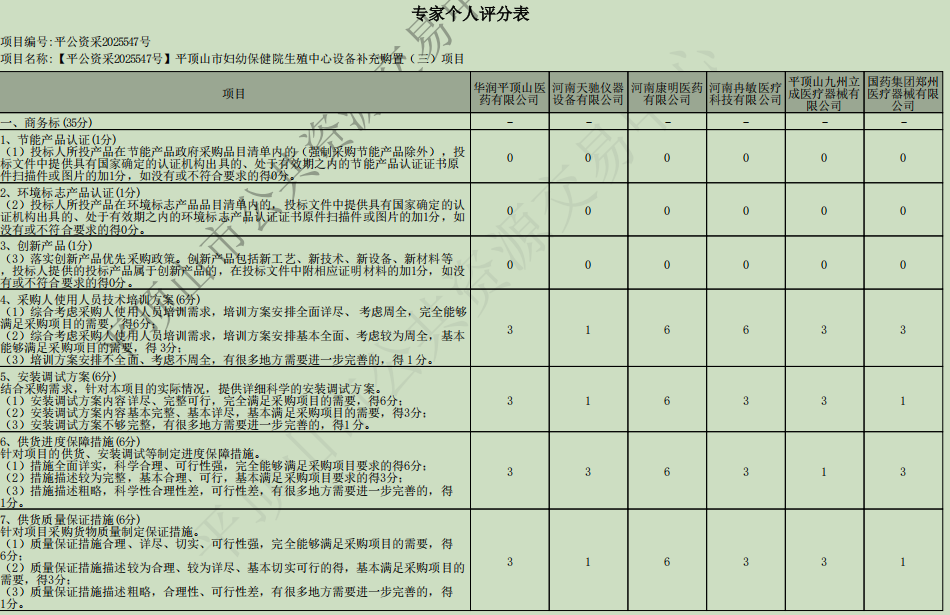 专家个人评分表
项目编号:平公资采2025547号
项目名称:【平公资采2025547号】平顶山市妇幼保健院生殖中心设备补充购置（三）项目
项目 华润平顶山医药有限公司 河南天驰仪器设备有限公司 河南康明医药有限公司 河南冉敏医疗科技有限公司 平顶山九州立成医疗器械有限公司 国药集团郑州医疗器械有限公司
一、商务标(35分) - - - - - -
1、节能产品认证(1分)
（1）投标人所投产品在节能产品政府采购品目清单内的（强制采购节能产品除外），投
标文件中提供具有国家确定的认证机构出具的、处于有效期之内的节能产品认证证书原
件扫描件或图片的加1分，如没有或不符合要求的得0分。
0 0 0 0 0 0
2、环境标志产品认证(1分)
（2）投标人所投产品在环境标志产品品目清单内的，投标文件中提供具有国家确定的认
证机构出具的、处于有效期之内的环境标志产品认证证书原件扫描件或图片的加1分，如
没有或不符合要求的得0分。
0 0 0 0 0 0
3、创新产品(1分)
（3）落实创新产品优先采购政策。创新产品包括新工艺、新技术、新设备、新材料等
，投标人提供的投标产品属于创新产品的，在投标文件中附相应证明材料的加1分，如没
有或不符合要求的得0分。
0 0 0 0 0 0
4、采购人使用人员技术培训方案(6分)
（1）综合考虑采购人使用人员培训需求，培训方案安排全面详尽、 考虑周全，完全能够
满足采购项目的需要，得6分；
（2）综合考虑采购人使用人员培训需求，培训方案安排基本全面、考虑较为周全，基本
能够满足采购项目的需要，得 3分；
（3）培训方案安排不全面、考虑不周全，有很多地方需要进一步完善的，得 1 分。
3 1 6 6 3 3
5、安装调试方案(6分)
结合采购需求，针对本项目的实际情况，提供详细科学的安装调试方案。
（1）安装调试方案内容详尽、完整可行，完全满足采购项目的需要，得6分；
（2）安装调试方案内容基本完整、基本详尽，基本满足采购项目的需要，得3分；
（3）安装调试方案不够完整，有很多地方需要进一步完善的，得1分。
3 1 6 3 3 1
6、供货进度保障措施(6分)
针对项目的供货、安装调试等制定进度保障措施。
（1）措施全面详实，科学合理、可行性强，完全能够满足采购项目要求的得6分；
（2）措施描述较为完整，基本合理、可行，基本满足采购项目要求的得3分；
（3）措施描述粗略，科学性合理性差，可行性差，有很多地方需要进一步完善的，得
1分。
3 3 6 3 1 3
7、供货质量保证措施(6分)
针对项目采购货物质量制定保证措施。
（1）质量保证措施合理、详尽、切实、可行性强，完全能够满足采购项目的需要，得
6分；
（2）质量保证措施描述较为合理、较为详尽、基本切实可行的得，基本满足采购项目的
需要，得3分；
（3）质量保证措施描述粗略，合理性、可行性差，有很多地方需要进一步完善的，得
1分。
3 1 6 3 3 1
平顶山市公共资源交易中心
平顶山市公共资源交易中心